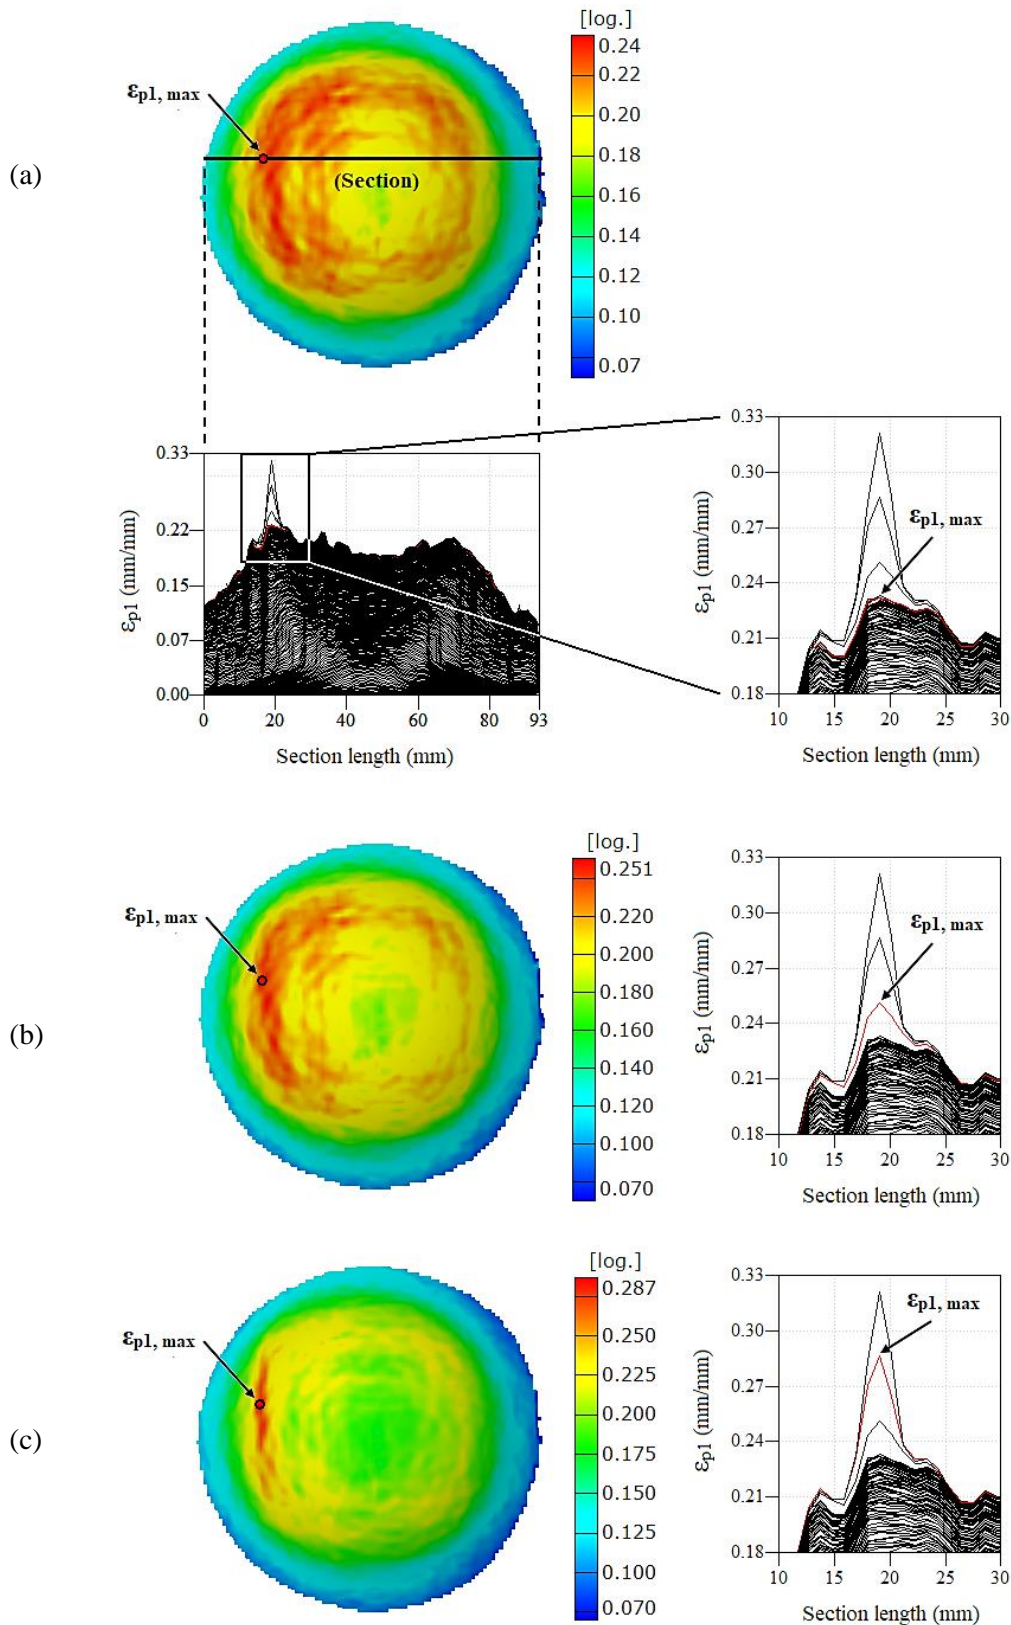 (a)
[log.]
0.24
0.22
0.20
0.18
0.16
0.14
0.12
0.10
0.07
εp1, max
(Section)
0.33
0.22
0.15
0.07
0.00
εp1 (mm/mm)
0 20 40 60 80 93
Section length (mm)
0.33
0.30
0.27
0.24
0.21
0.18
εp1 (mm/mm)
εp1, max
10 15 20 25 30
Section length (mm)
(b)
[log.]
0.251
0.220
0.200
0.180
0.160
0.140
0.120
0.100
0.070
εp1, max
0.33
0.30
0.27
0.24
0.21
0.18
εp1 (mm/mm)
εp1, max
10 15 20 25 30
Section length (mm)
(c)
[log.]
0.287
0.250
0.225
0.200
0.175
0.150
0.125
0.100
0.070
εp1, max
0.33
0.30
0.27
0.24
0.21
0.18
εp1 (mm/mm)
εp1, max
10 15 20 25 30
Section length (mm)